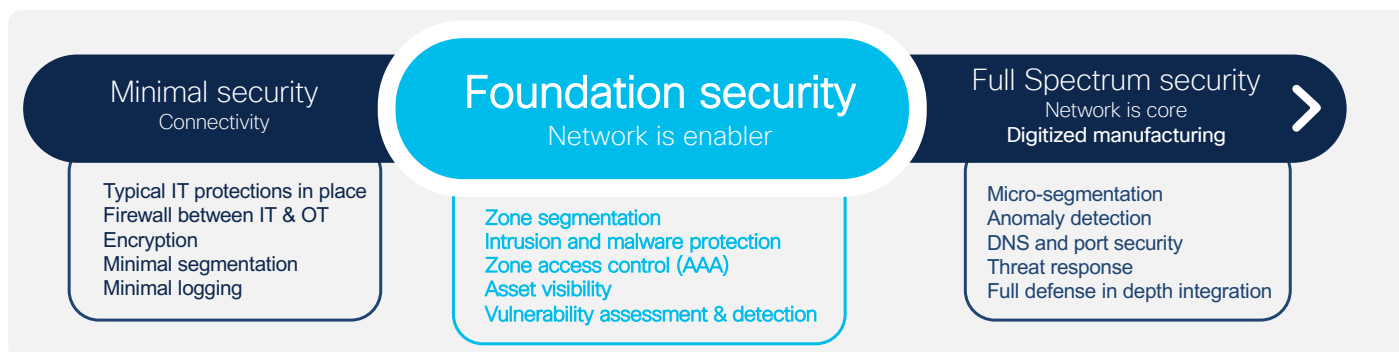 Minimal security
Connectivity
Typical IT protections in place
Firewall between IT & OT
Encryption
Minimal segmentation
Minimal logging
Foundation security
Network is enabler
Zone segmentation
Intrusion and malware protection
Zone access control (AAA)
Asset visibility
Vulnerability assessment & detection
Full Spectrum security
Network is core
Digitized manufacturing
Micro-segmentation
Anomaly detection
DNS and port security
Threat response
Full defense in depth integration